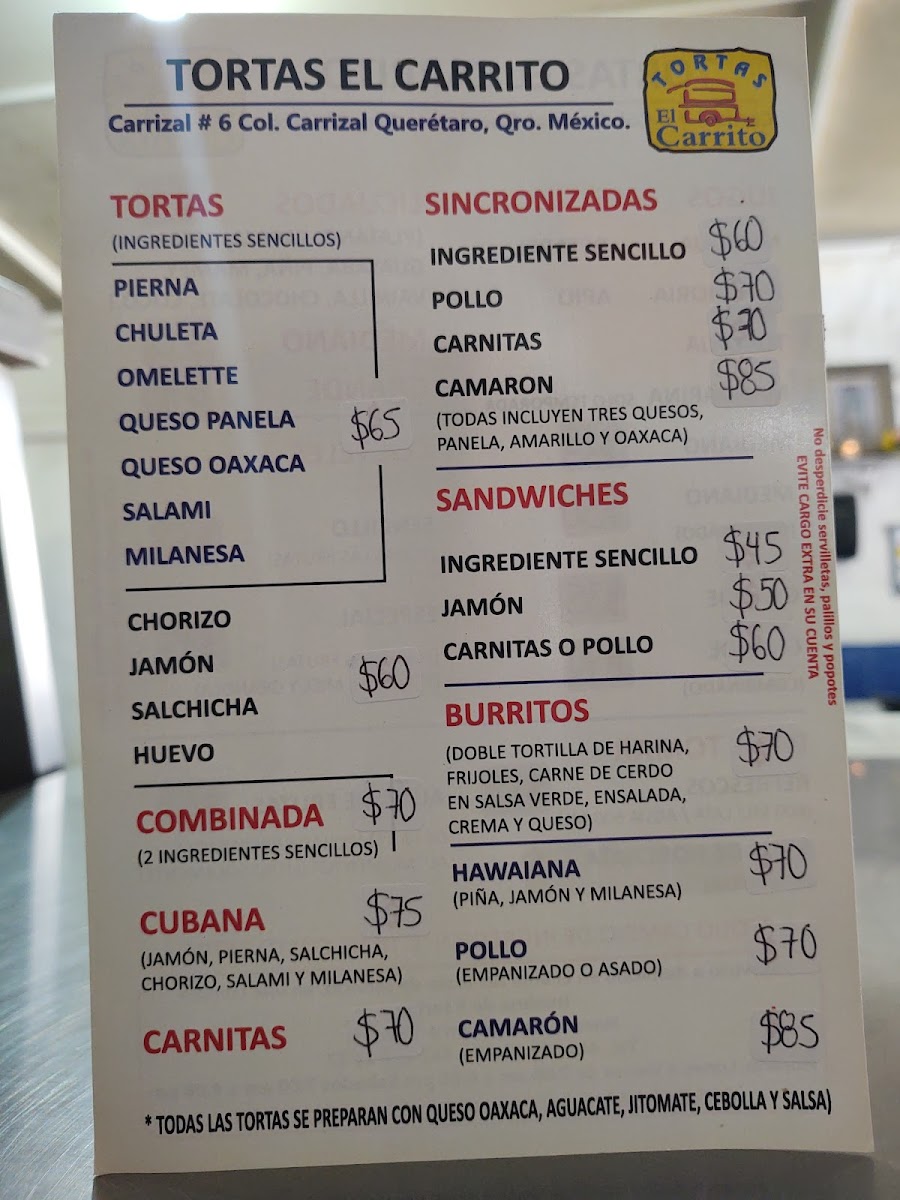 TORTAS EL CARRITO
Carrizal # 6 Col. Carrizal Querétaro, Qro. México.
TORTAS
El
Carrito
TORTAS
(INGREDIENTES SENCILLOS)
PIERNA
CHULETA
OMELETTE
QUESO PANELA $65
QUESO OAXACA
SALAMI
MILANESA
CHORIZO
JAMÓN $60
SALCHICHA
HUEVO
COMBINADA $70
(2 INGREDIENTES SENCILLOS)
CUBANA $75
(JAMÓN, PIERNA, SALCHICHA,
CHORIZO, SALAMI Y MILANESA)
CARNITAS $70
SINCRONIZADAS
INGREDIENTE SENCILLO $60
POLLO $70
CARNITAS $70
CAMARON $85
(TODAS INCLUYEN TRES QUESOS,
PANELA, AMARILLO Y OAXACA)
SANDWICHES
INGREDIENTE SENCILLO $45
JAMÓN $50
CARNITAS O POLLO $60
BURRITOS $70
(DOBLE TORTILLA DE HARINA,
FRIJOLES, CARNE DE CERDO
EN SALSA VERDE, ENSALADA,
CREMA Y QUESO)
HAWAIANA $70
(PIÑA, JAMÓN Y MILANESA)
POLLO $70
(EMPANIZADO O ASADO)
CAMARÓN $85
(EMPANIZADO)
No desperdicie servilletas, palillos y popotes
EVITE CARGO EXTRA EN SU CUENTA
* TODAS LAS TORTAS SE PREPARAN CON QUESO OAXACA, AGUACATE, JITOMATE, CEBOLLA Y SALSA)